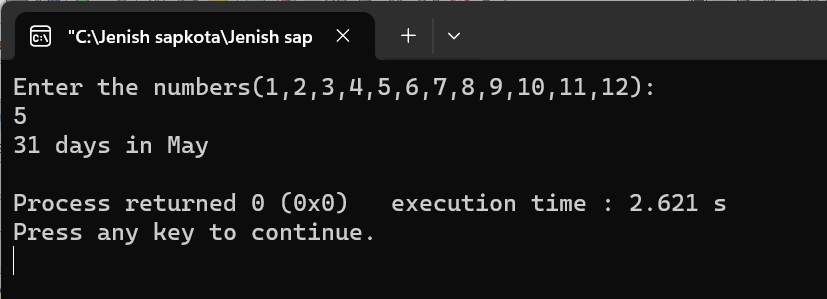 "C:\Jenish sapkota\Jenish sap
Enter the numbers(1,2,3,4,5,6,7,8,9,10,11,12):
5
31 days in May
Process returned 0 (0x0)   execution time : 2.621 s
Press any key to continue.